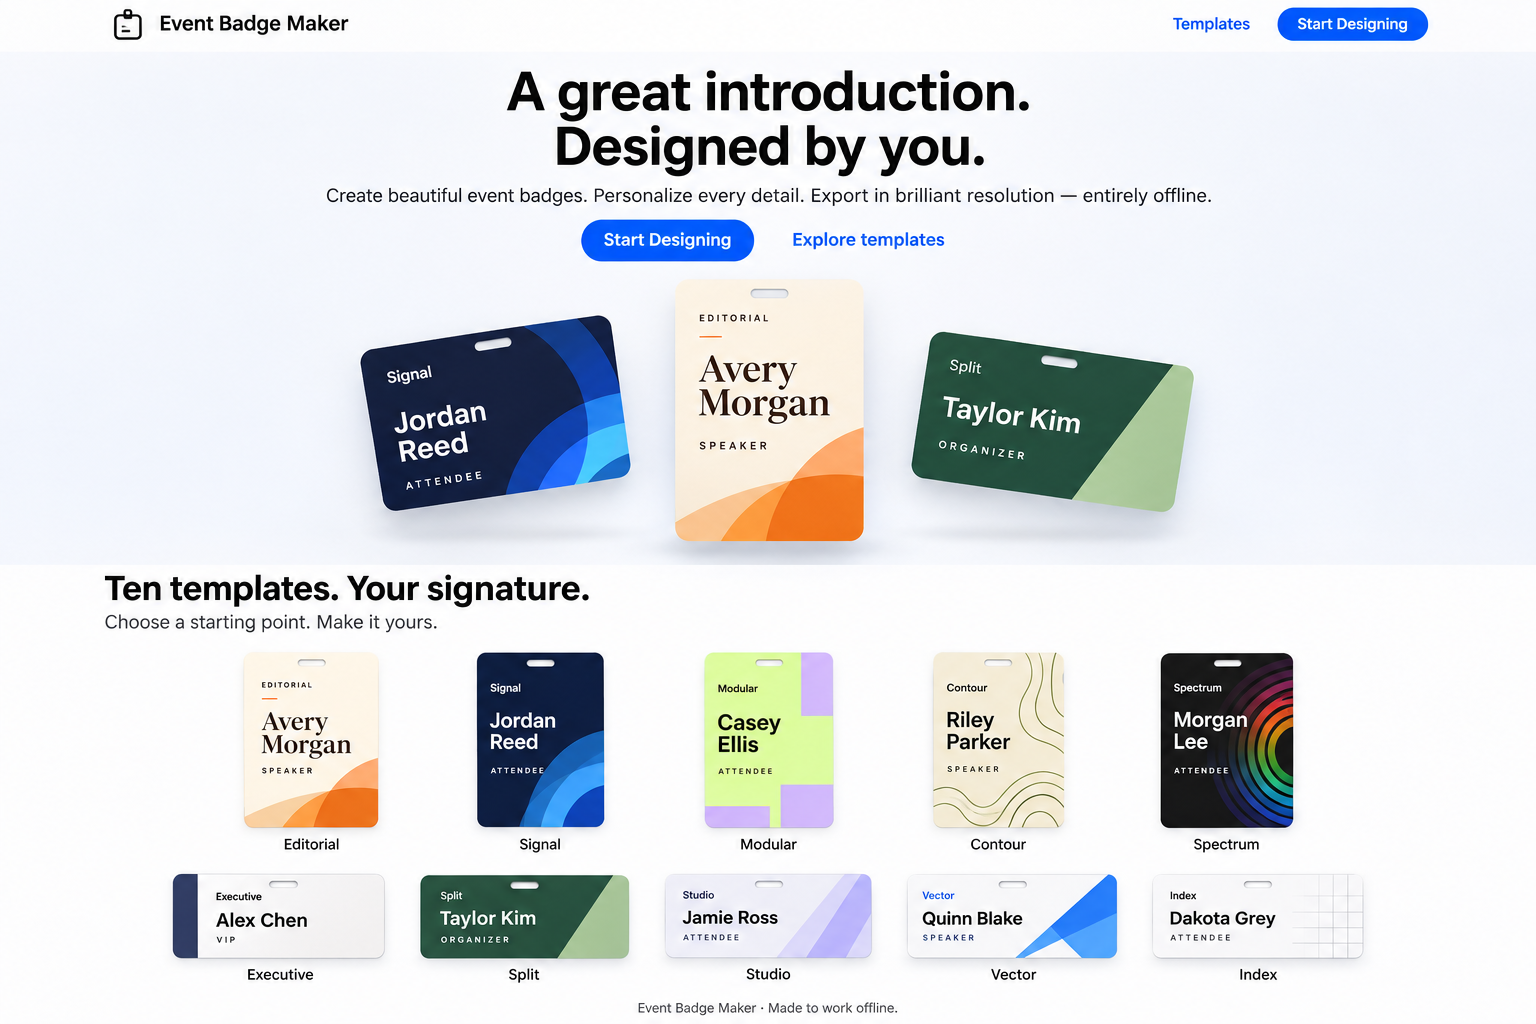 Event Badge Maker
Templates
Start Designing
A great introduction.
Designed by you.
Create beautiful event badges. Personalize every detail. Export in brilliant resolution — entirely offline.
Start Designing
Explore templates
Signal
Jordan
Reed
ATTENDEE
EDITORIAL
Avery
Morgan
SPEAKER
Split
Taylor Kim
ORGANIZER
Ten templates. Your signature.
Choose a starting point. Make it yours.
EDITORIAL
Avery
Morgan
SPEAKER
Editorial
Signal
Jordan
Reed
ATTENDEE
Signal
Modular
Casey
Ellis
ATTENDEE
Modular
Contour
Riley
Parker
SPEAKER
Contour
Spectrum
Morgan
Lee
ATTENDEE
Spectrum
Executive
Alex Chen
VIP
Executive
Split
Taylor Kim
ORGANIZER
Split
Studio
Jamie Ross
ATTENDEE
Studio
Vector
Quinn Blake
SPEAKER
Vector
Index
Dakota Grey
ATTENDEE
Index
Event Badge Maker · Made to work offline.